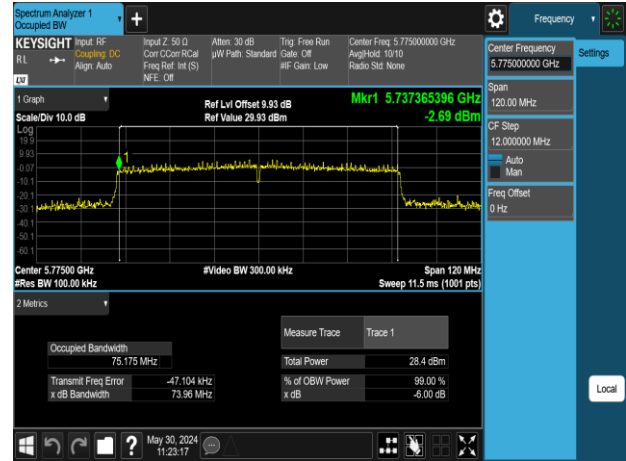 Spectrum Analyzer 1
Occupied BW
Frequency
KEYSIGHT
RL
LXI
Input: RF
Coupling: DC
Align: Auto
Input Z: 50 Ω
Corr CCorr RCal
Freq Ref: Int (S)
NFE: Off
Atten: 30 dB
µW Path: Standard
Trig: Free Run
Gate: Off
#IF Gain: Low
Center Freq: 5.775000000 GHz
Avg|Hold: 10/10
Radio Std: None
Center Frequency
5.775000000 GHz
Settings
Span
120.00 MHz
CF Step
12.000000 MHz
Auto
Man
Freq Offset
0 Hz
Local
1 Graph
Scale/Div 10.0 dB
Ref Lvl Offset 9.93 dB
Ref Value 29.93 dBm
Mkr1 5.737365396 GHz
-2.69 dBm
Log
19.9
9.93
-0.07
-10.1
-20.1
-30.1
-40.1
-50.1
-60.1
1
Center 5.77500 GHz
#Res BW 100.00 kHz
#Video BW 300.00 kHz
Span 120 MHz
Sweep 11.5 ms (1001 pts)
2 Metrics
Measure Trace Trace 1
Occupied Bandwidth
75.175 MHz
Total Power 28.4 dBm
Transmit Freq Error -47.104 kHz
% of OBW Power 99.00 %
x dB Bandwidth 73.96 MHz
x dB -6.00 dB
?
May 30, 2024
11:23:17